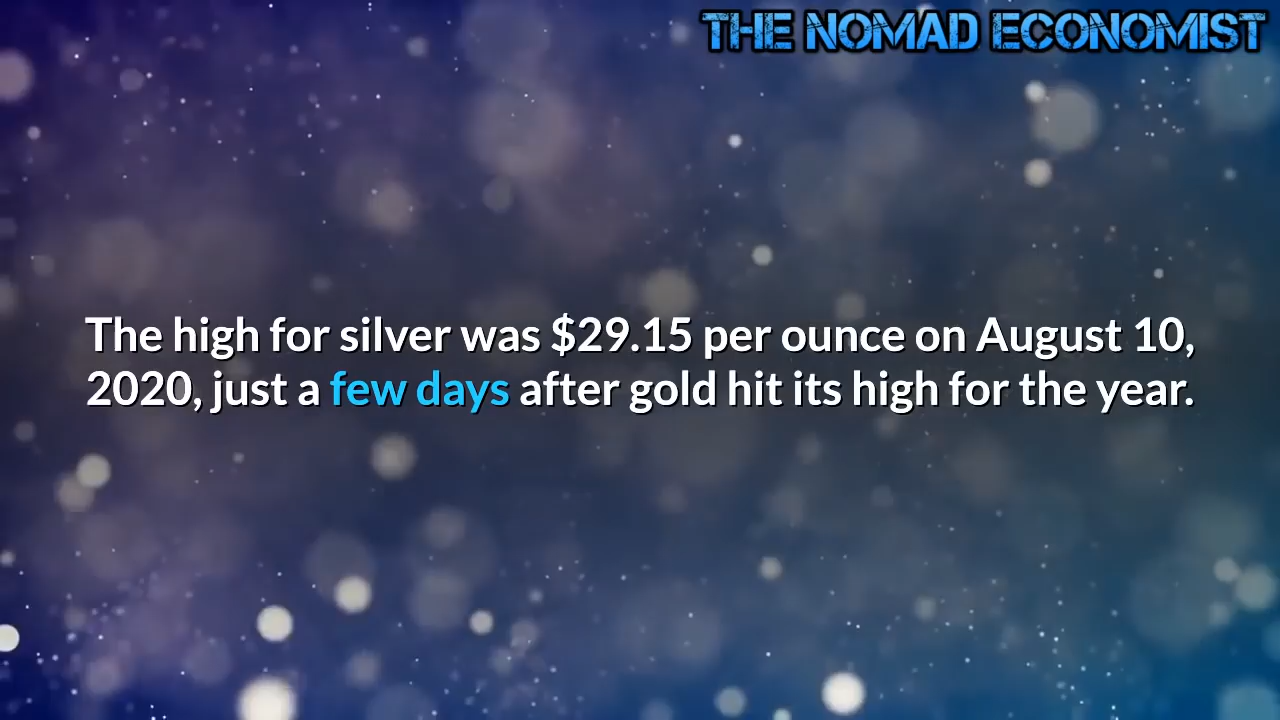 THE NOMAD ECONOMIST
The high for silver was $29.15 per ounce on August 10,
2020, just a few days after gold hit its high for the year.